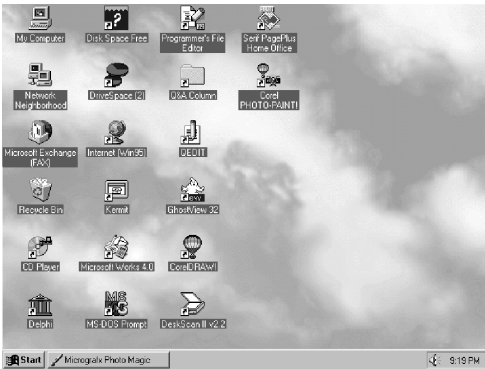 My Computer
Disk Space Free
Programmer's File
Editor
Serif PagePlus
Home Office
Network
Neighborhood
DriveSpace (2)
Q&A Column
Corel
PHOTO-PAINT!
Microsoft Exchange
(FAX)
Internet (Win95)
DEDIT
Recycle Bin
Kermit
GhostView 32
CD Player
Microsoft Works 4.0
CorelDRAW!
Delphi
MS-DOS Prompt
DeskScan II v2.2
Start
Micrografx Photo Magic
9:19 PM